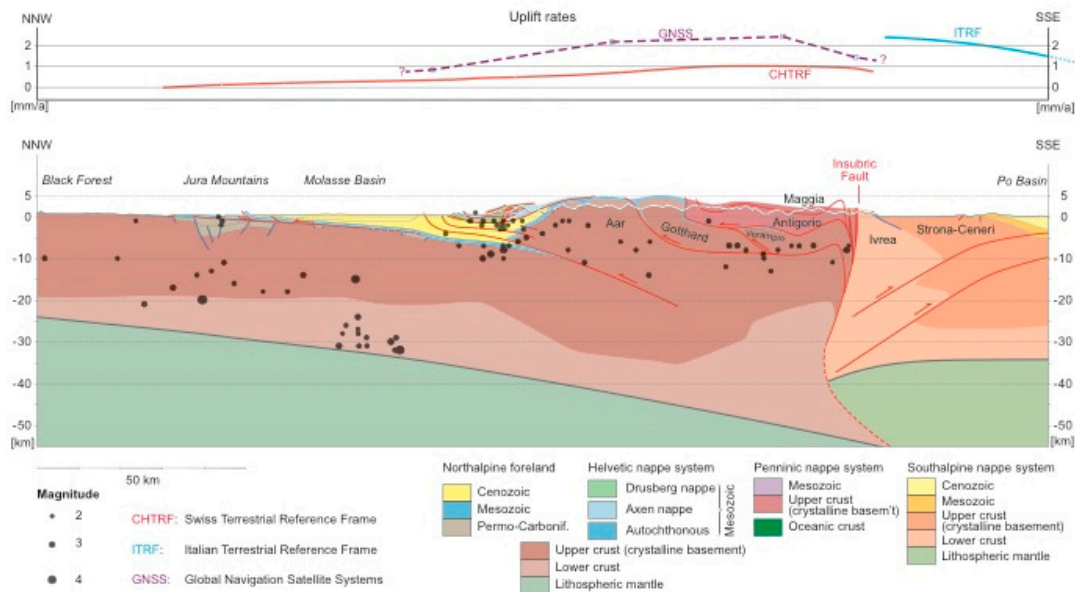 NNW
Uplift rates
SSE
GNSS
ITRF
2
2
?
?
1
1
CHTRF
0
0
[mm/a]
[mm/a]
NNW
SSE
Insubric
Fault
Black Forest
Jura Mountains
Molasse Basin
Po Basin
5
5
Maggia
0
0
Aar
Gotthard
Antigorio
Verampio
Ivrea
Strona-Ceneri
-10
-10
-20
-20
-30
-30
-40
-40
-50
-50
[km]
[km]
50 km
Magnitude
2
3
4
CHTRF: Swiss Terrestrial Reference Frame
ITRF: Italian Terrestrial Reference Frame
GNSS: Global Navigation Satellite Systems
Northalpine foreland
Cenozoic
Mesozoic
Permo-Carbonif.
Helvetic nappe system
Drusberg nappe
Axen nappe
Autochthonous
Mesozoic
Upper crust (crystalline basement)
Lower crust
Lithospheric mantle
Penninic nappe system
Mesozoic
Upper crust
(crystalline basem't)
Oceanic crust
Southalpine nappe system
Cenozoic
Mesozoic
Upper crust
(crystalline basement)
Lower crust
Lithospheric mantle